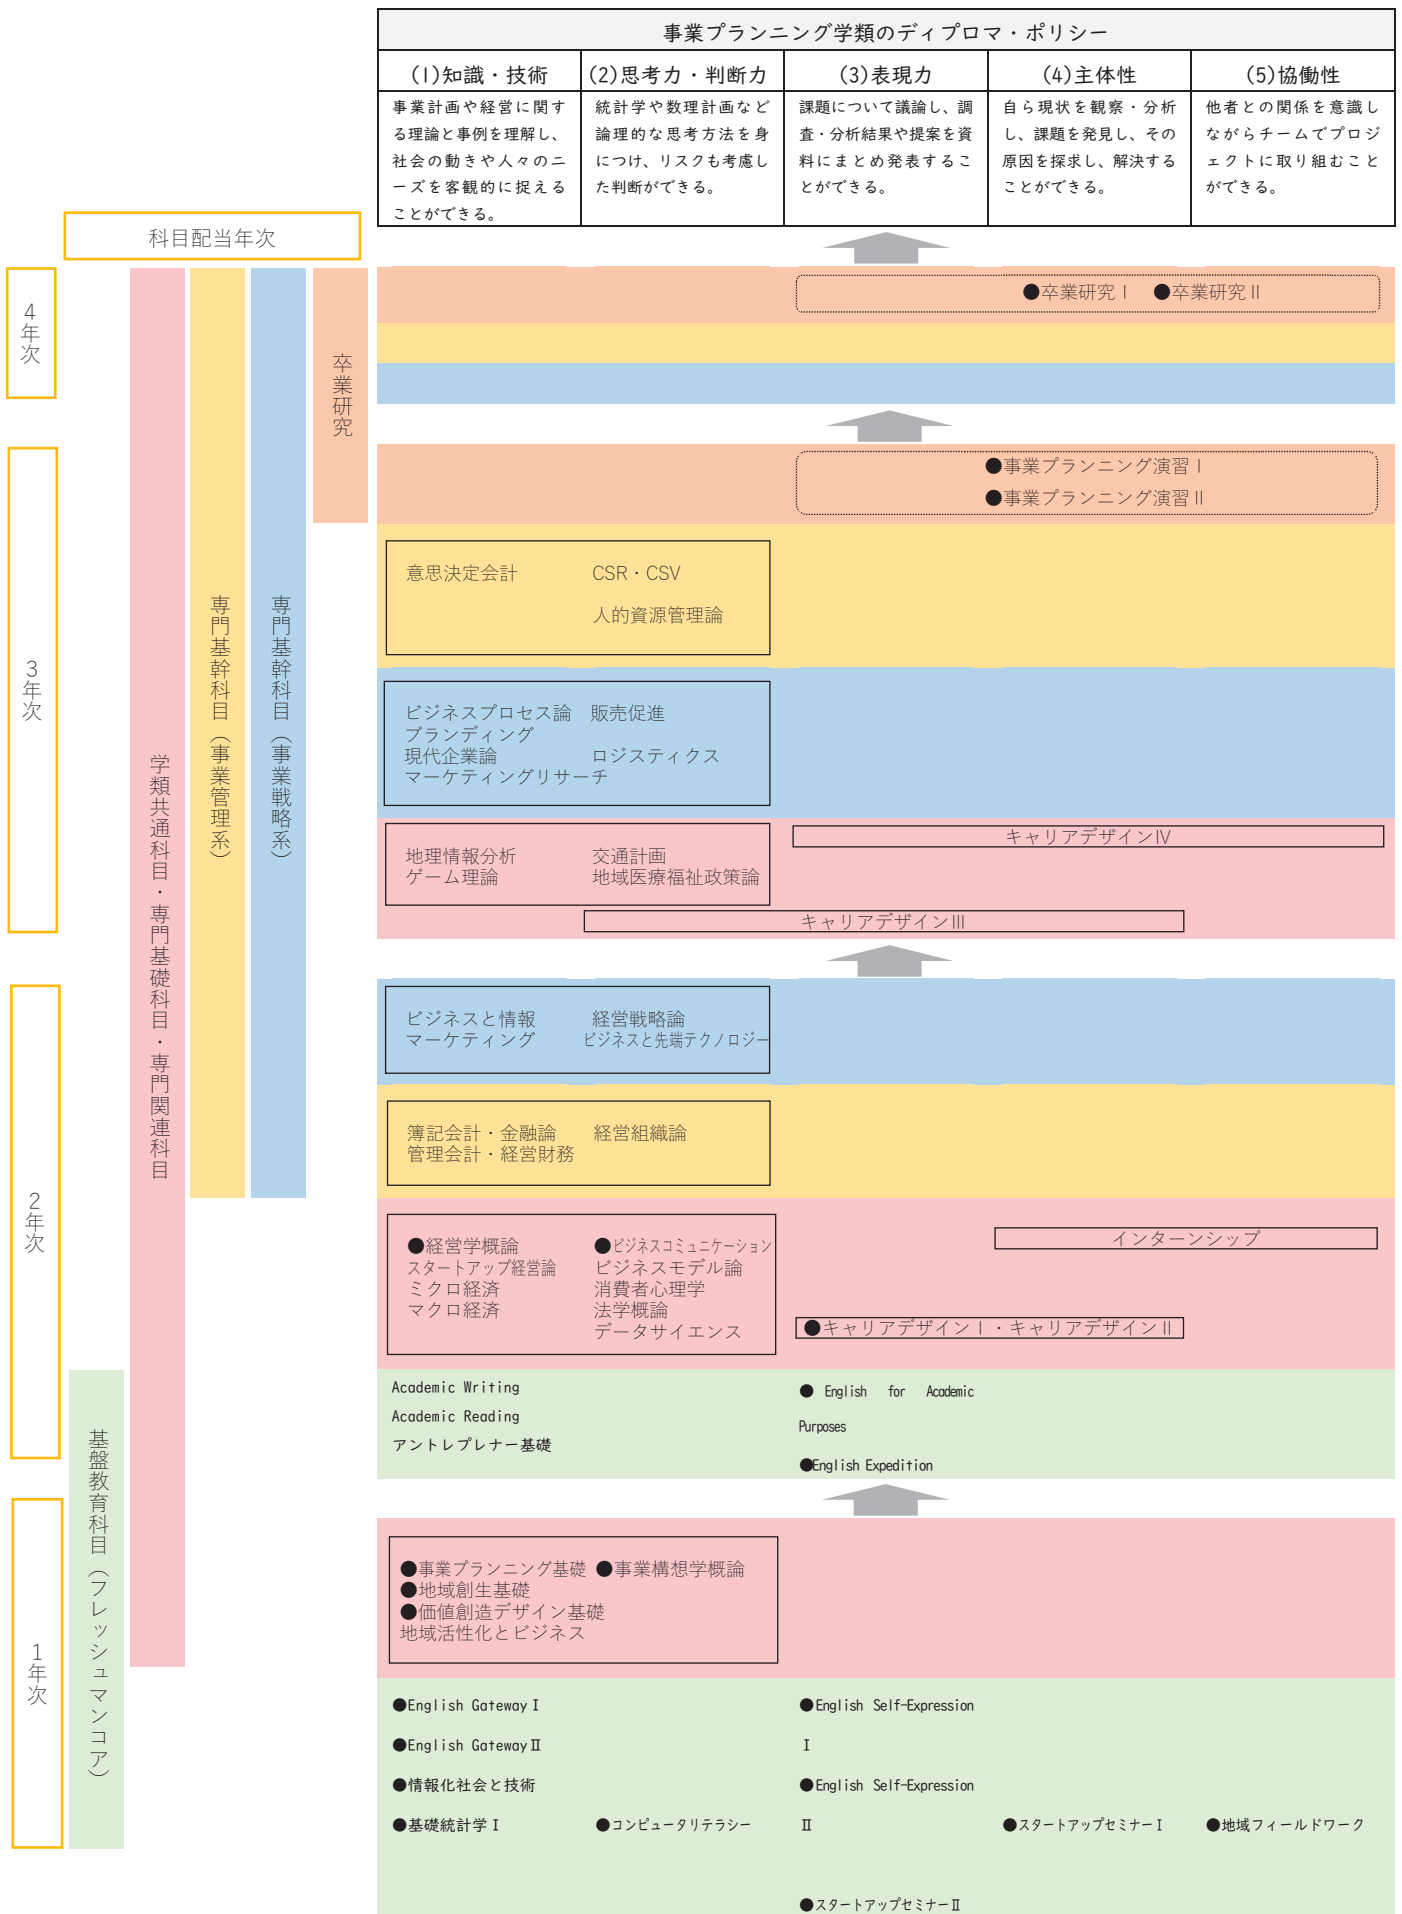 事業プランニング学類のディプロマ・ポリシー
(1)知識・技術
(2)思考力・判断力
(3)表現力
(4)主体性
(5)協働性
事業計画や経営に関す
る理論と事例を理解し、
社会の動きや人々のニ
ーズを客観的に捉える
ことができる。
統計学や数理計画など
論理的な思考方法を身
につけ、リスクも考慮し
た判断ができる。
課題について議論し、調
査・分析結果や提案を資
料にまとめ発表するこ
とができる。
自ら現状を観察・分析
し、課題を発見し、その
原因を探求し、解決する
ことができる。
他者との関係を意識し
ながらチームでプロジ
ェクトに取り組むこと
ができる。
科目配当年次
4年次
3年次
2年次
1年次
基盤教育科目（フレッシュマンコア）
学類共通科目・専門基礎科目・専門関連科目
専門基幹科目（事業管理系）
専門基幹科目（事業戦略系）
卒業研究
●卒業研究Ⅰ ●卒業研究Ⅱ
●事業プランニング演習Ⅰ
●事業プランニング演習Ⅱ
意思決定会計 CSR・CSV
人的資源管理論
ビジネスプロセス論 販売促進
ブランディング
現代企業論 ロジスティクス
マーケティングリサーチ
キャリアデザインⅣ
地理情報分析 交通計画
ゲーム理論 地域医療福祉政策論
キャリアデザインⅢ
ビジネスと情報 経営戦略論
マーケティング ビジネスと先端テクノロジー
簿記会計・金融論 経営組織論
管理会計・経営財務
●経営学概論 ●ビジネスコミュニケーション
スタートアップ経営論 ビジネスモデル論
ミクロ経済 消費者心理学
マクロ経済 法学概論
データサイエンス
インターンシップ
●キャリアデザインⅠ・キャリアデザインⅡ
Academic Writing
Academic Reading
アントレプレナー基礎
● English for Academic
Purposes
●English Expedition
●事業プランニング基礎 ●事業構想学概論
●地域創生基礎
●価値創造デザイン基礎
地域活性化とビジネス
●English GatewayⅠ
●English GatewayⅡ
●情報化社会と技術
●基礎統計学Ⅰ
●コンピュータリテラシー
●English Self-Expression
Ⅰ
●English Self-Expression
Ⅱ
●スタートアップセミナーⅡ
●スタートアップセミナーⅠ
●地域フィールドワーク